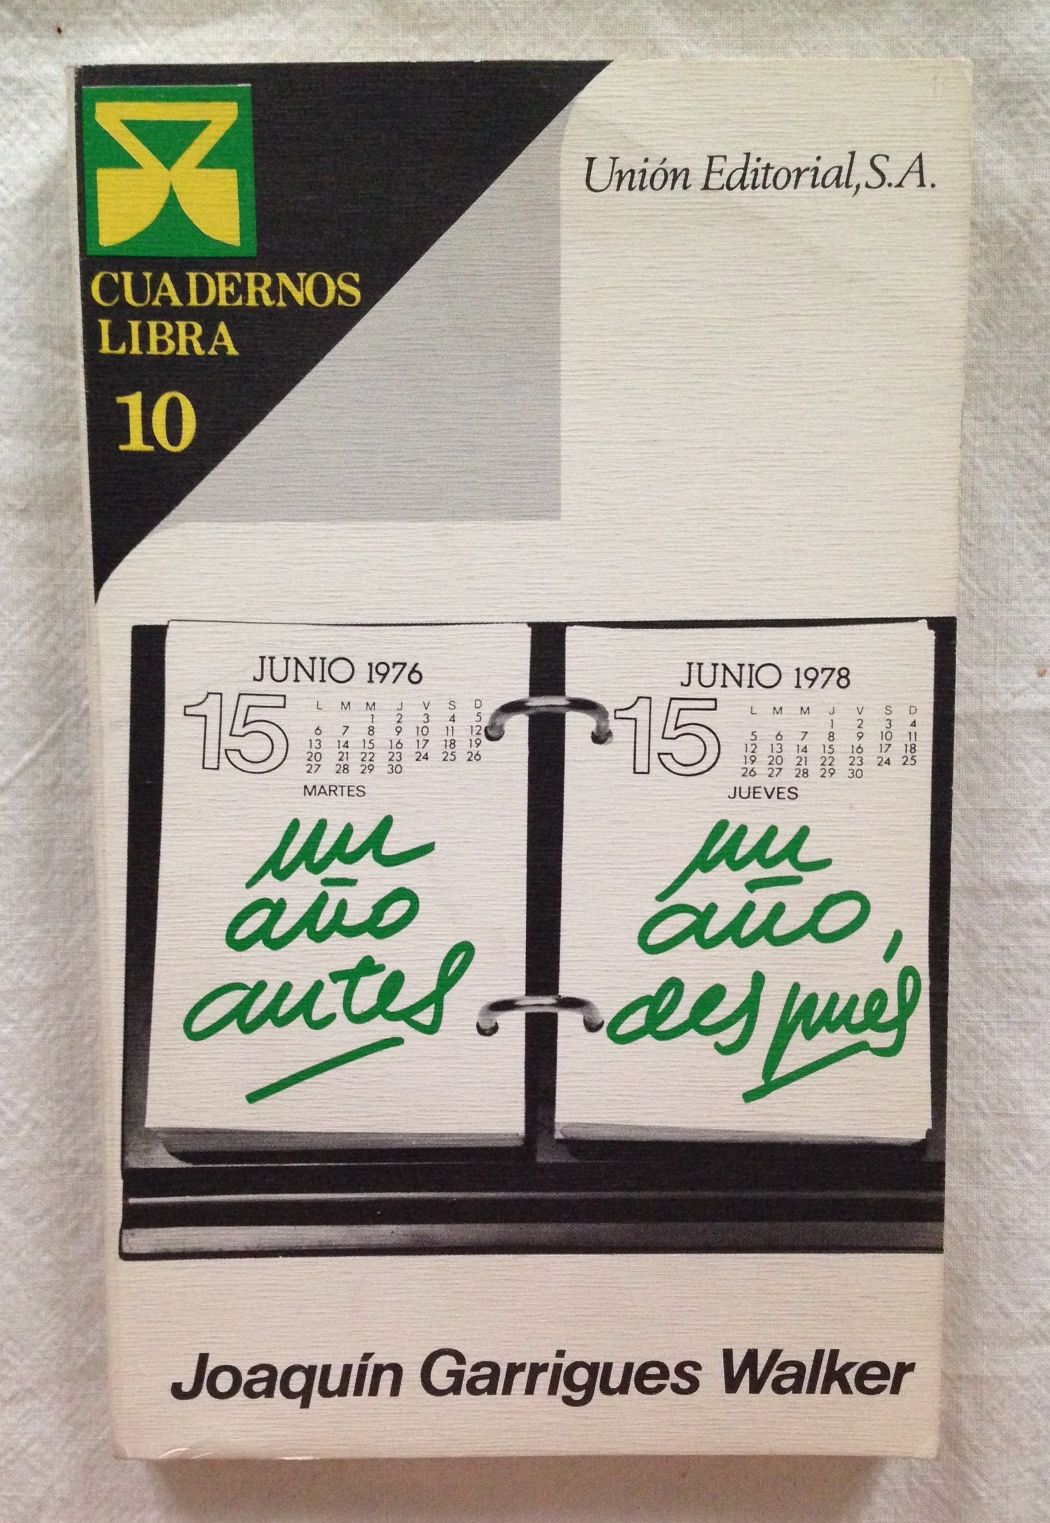 Unión Editorial, S.A.
CUADERNOS
LIBRA
10
JUNIO 1976
15
L M M J V S D
1 2 3 4 5
6 7 8 9 10 11 12
13 14 15 16 17 18 19
20 21 22 23 24 25 26
27 28 29 30
MARTES
un
año
antes
JUNIO 1978
15
L M M J V S D
1 2 3 4
5 6 7 8 9 10 11
12 13 14 15 16 17 18
19 20 21 22 23 24 25
26 27 28 29 30
JUEVES
un
año
después
Joaquín Garrigues Walker